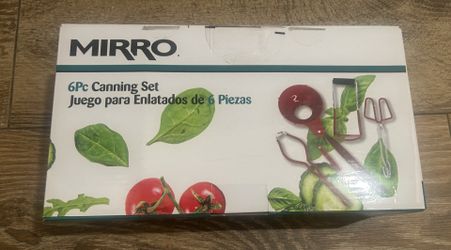 MIRRO
6Pc Canning Set
Juego para Enlatados de 6 Piezas